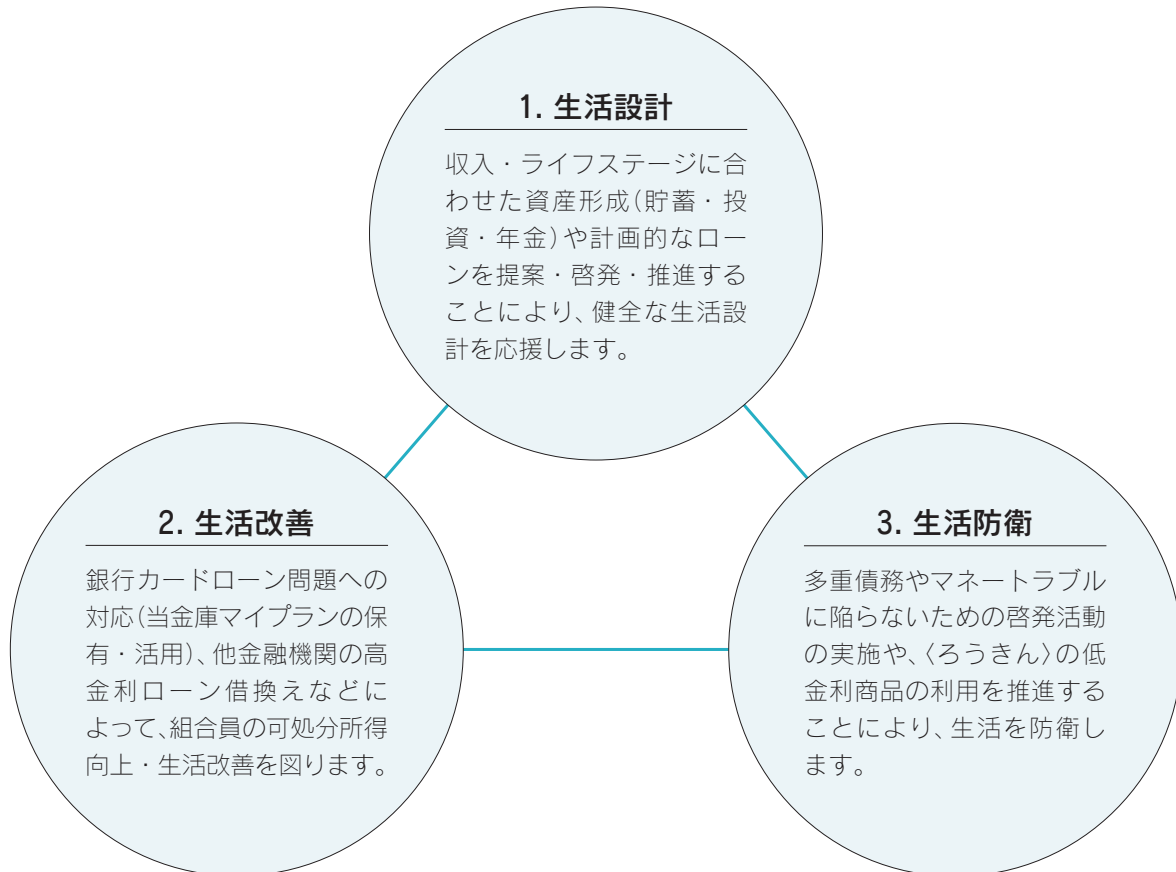 1. 生活設計
収入・ライフステージに合
わせた資産形成（貯蓄・投
資・年金）や計画的なロー
ンを提案・啓発・推進する
ことにより、健全な生活設
計を応援します。
2. 生活改善
銀行カードローン問題への
対応（当金庫マイプランの保
有・活用）、他金融機関の高
金利ローン借換えなどに
よって、組合員の可処分所得
向上・生活改善を図ります。
3. 生活防衛
多重債務やマネートラブル
に陥らないための啓発活動
の実施や、〈ろうきん〉の低
金利商品の利用を推進する
ことにより、生活を防衛し
ます。